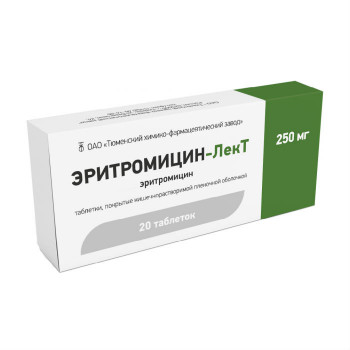 ОАО «Тюменский химико-фармацевтический завод»
250 мг
ЭРИТРОМИЦИН-ЛекТ
эритромицин
таблетки, покрытые кишечнорастворимой пленочной оболочкой
20 таблеток